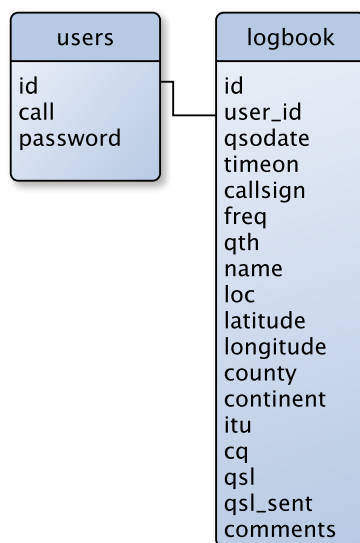 users
id
call
password
logbook
id
user_id
qsodate
timeon
callsign
freq
qth
name
loc
latitude
longitude
county
continent
itu
cq
qsl
qsl_sent
comments